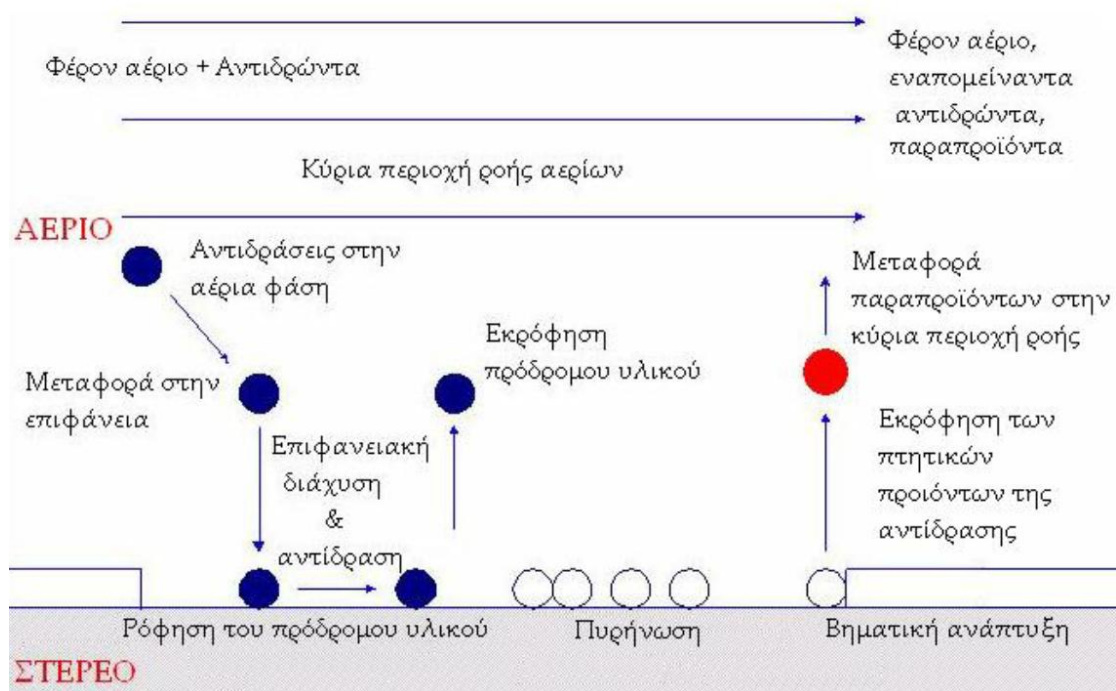 Φέρον αέριο + Αντιδρώντα
Φέρον αέριο,
εναπομείναντα
αντιδρώντα,
παραπροϊόντα
Κύρια περιοχή ροής αερίων
ΑΕΡΙΟ
Αντιδράσεις στην
αέρια φάση
Μεταφορά
παραπροϊόντων στην
κύρια περιοχή ροής
Εκρόφηση
πρόδρομου υλικού
Μεταφορά στην
επιφάνεια
Επιφανειακή
διάχυση
&
αντίδραση
Εκρόφηση των
πτητικών
προιόντων της
αντίδρασης
Ρόφηση του πρόδρομου υλικού
Πυρήνωση
Βηματική ανάπτυξη
ΣΤΕΡΕΟ